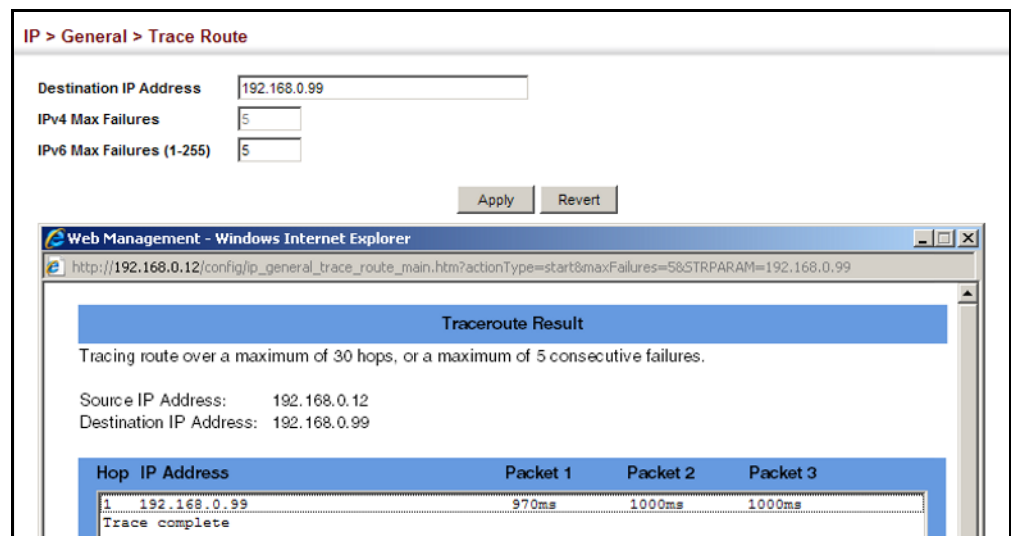 IP > General > Trace Route
Destination IP Address 192.168.0.99
IPv4 Max Failures 5
IPv6 Max Failures (1-255) 5
Apply Revert
Web Management - Windows Internet Explorer
http://192.168.0.12/config/ip_general_trace_route_main.htm?actionType=start&maxFailures=5&STRPARAM=192.168.0.99
Traceroute Result
Tracing route over a maximum of 30 hops, or a maximum of 5 consecutive failures.
Source IP Address: 192.168.0.12
Destination IP Address: 192.168.0.99
Hop IP Address Packet 1 Packet 2 Packet 3
1 192.168.0.99 970ms 1000ms 1000ms
Trace complete